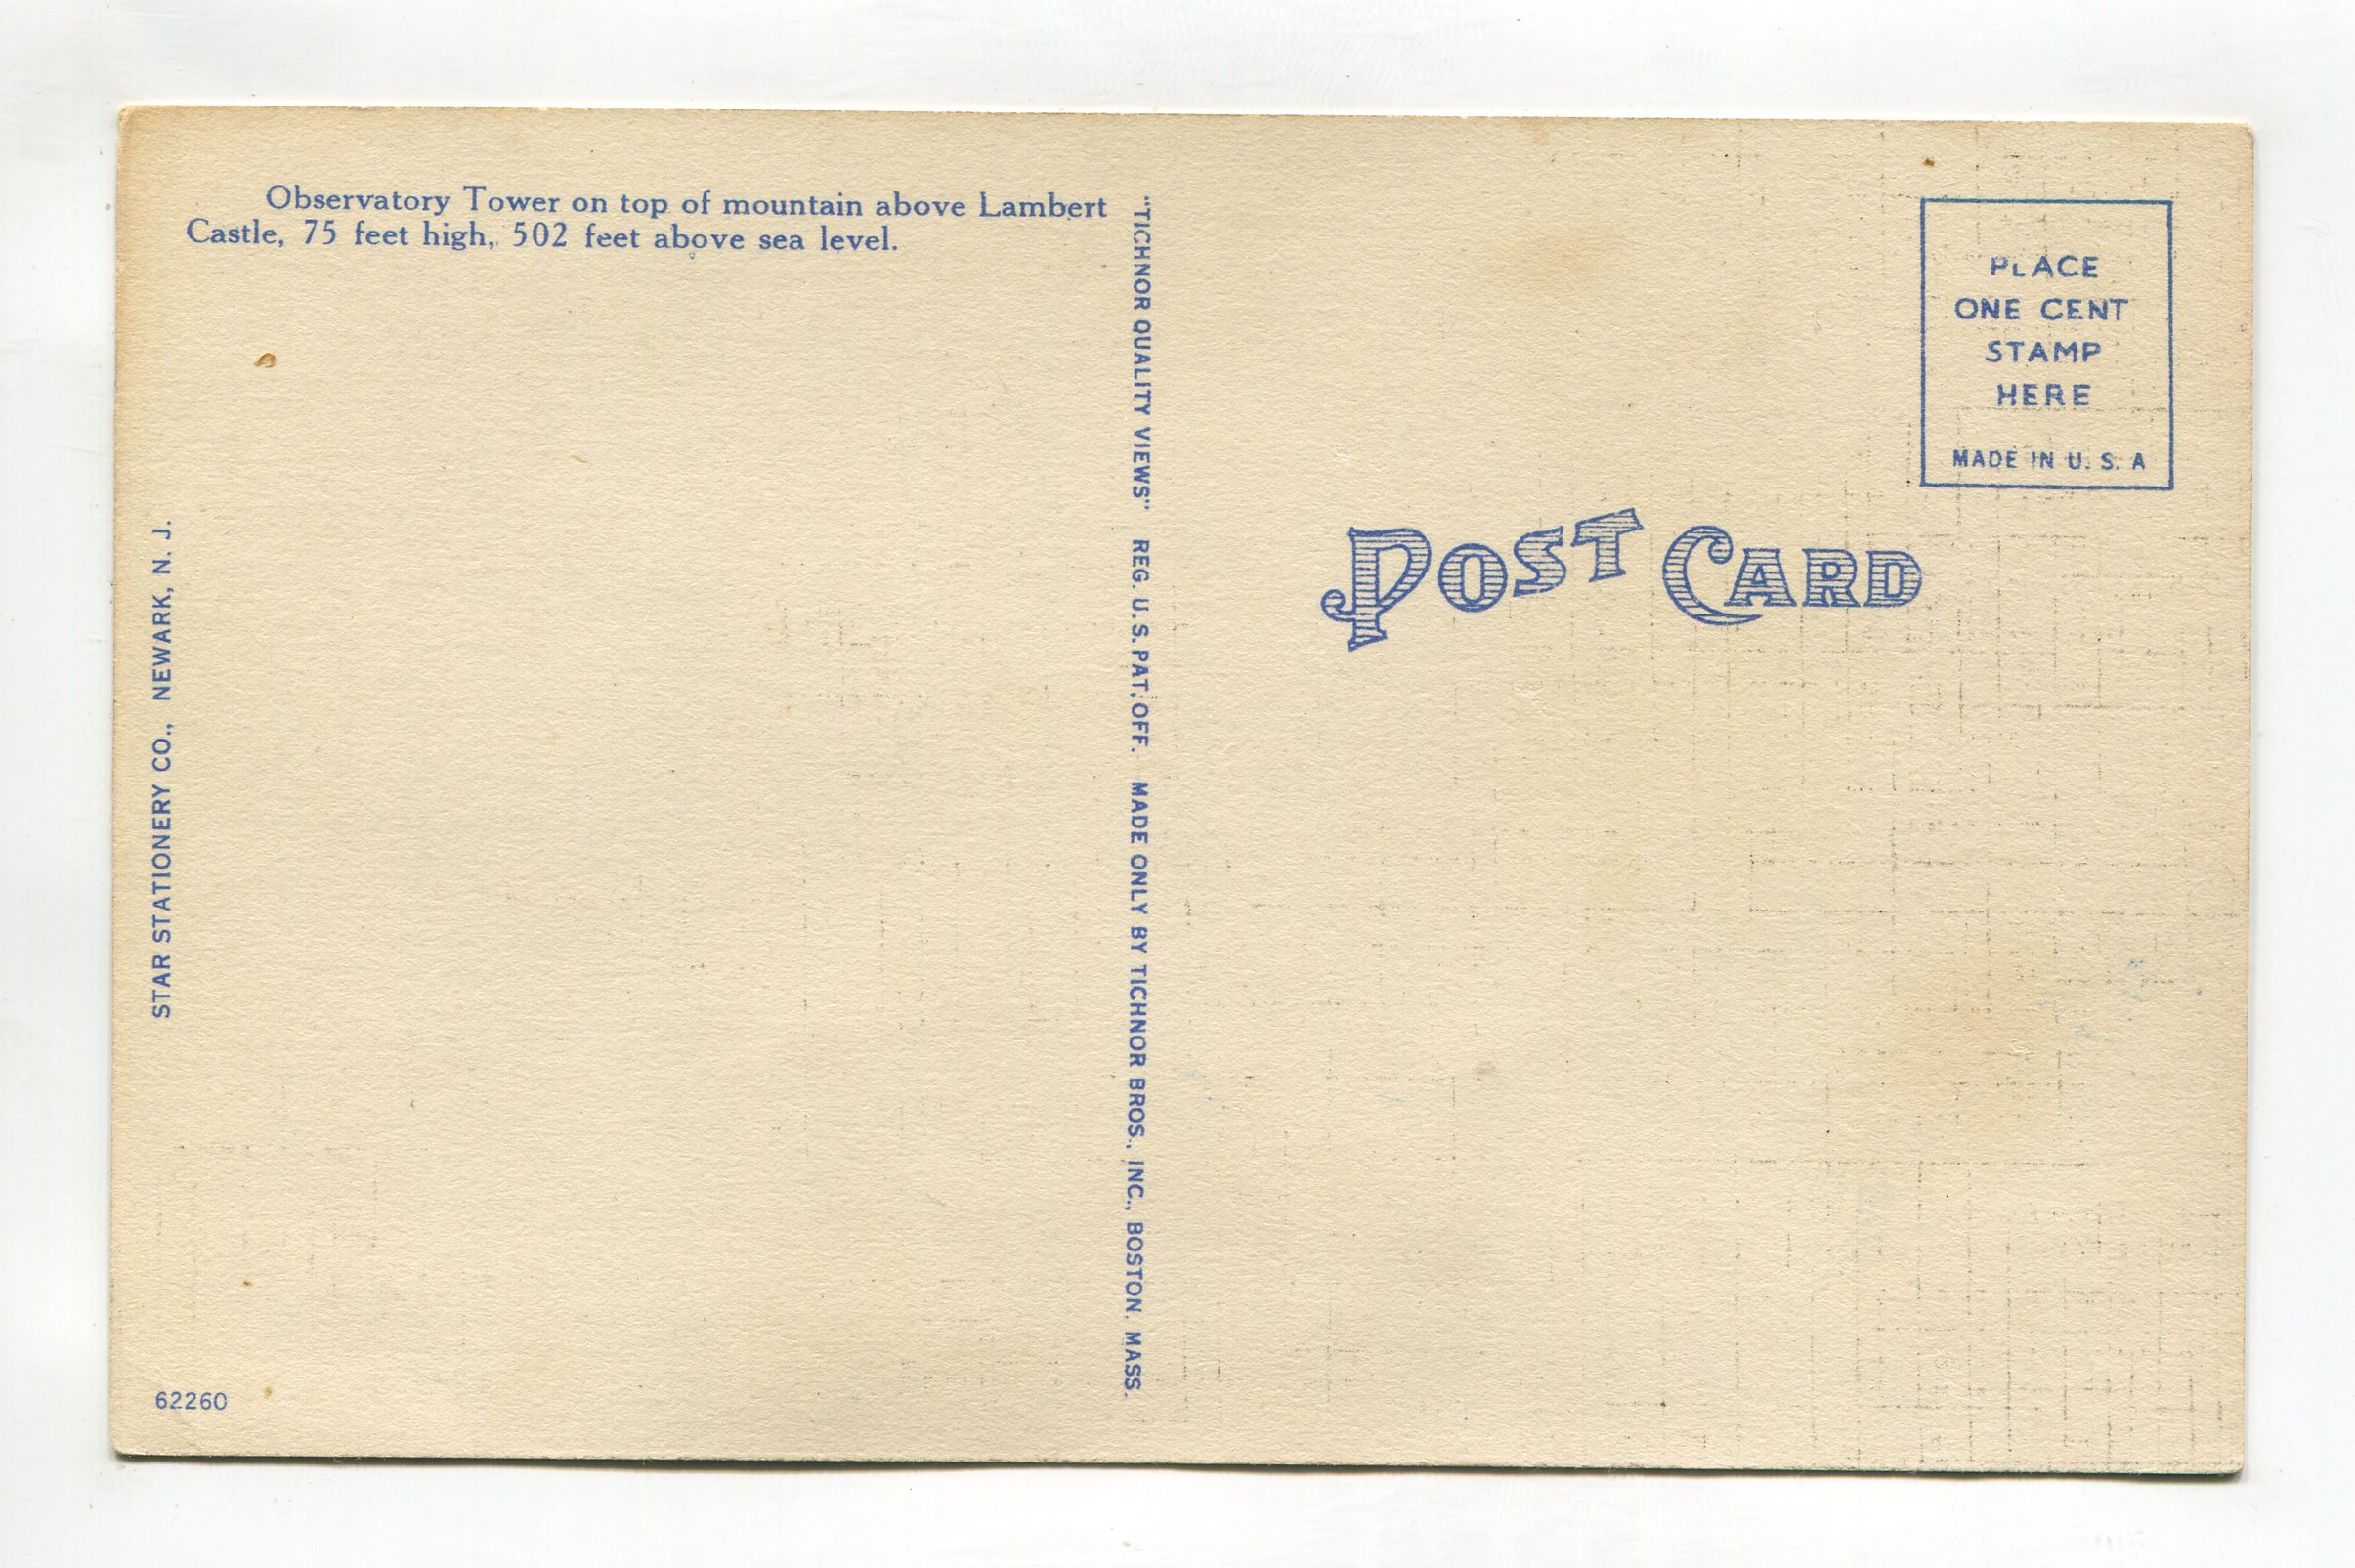 Observatory Tower on top of mountain above Lambert
Castle, 75 feet high, 502 feet above sea level.
STAR STATIONERY CO., NEWARK, N. J.
62260
"TICHNOR QUALITY VIEWS" REG. U. S. PAT. OFF. MADE ONLY BY TICHNOR BROS., INC., BOSTON, MASS.
PLACE
ONE CENT
STAMP
HERE
MADE IN U. S. A
POST CARD